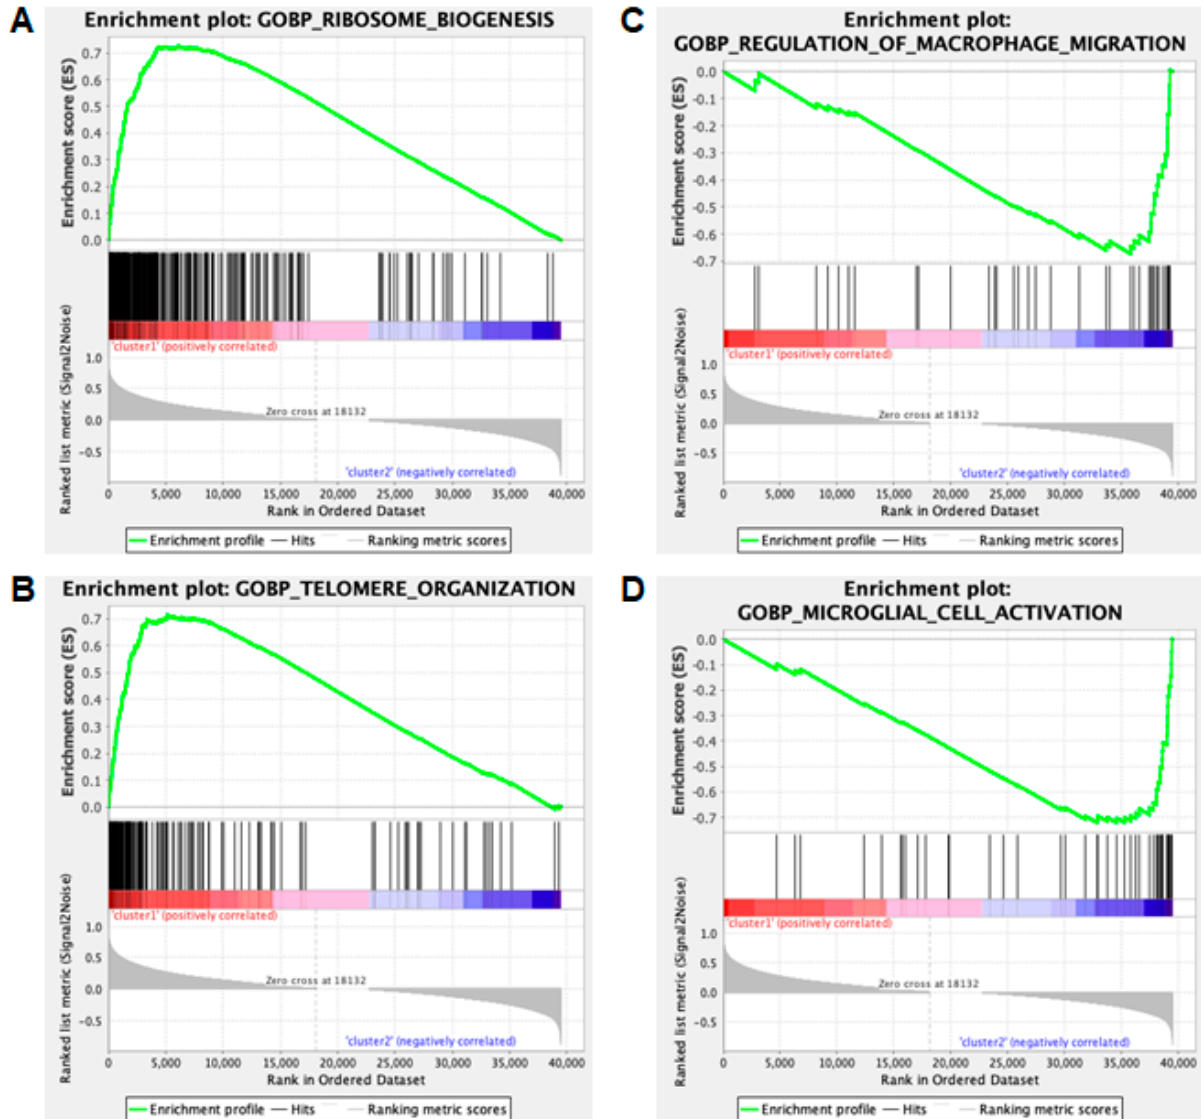 A
Enrichment plot: GOBP_RIBOSOME_BIOGENESIS
Enrichment score (ES)
0.7
0.6
0.5
0.4
0.3
0.2
0.1
0.0
'cluster1' (positively correlated)
Ranked list metric (Signal2Noise)
1.0
0.5
0.0
-0.5
Zero cross at 18132
'cluster2' (negatively correlated)
0 5,000 10,000 15,000 20,000 25,000 30,000 35,000 40,000
Rank in Ordered Dataset
Enrichment profile Hits Ranking metric scores
B
Enrichment plot: GOBP_TELOMERE_ORGANIZATION
Enrichment score (ES)
0.7
0.6
0.5
0.4
0.3
0.2
0.1
0.0
'cluster1' (positively correlated)
Ranked list metric (Signal2Noise)
1.0
0.5
0.0
-0.5
Zero cross at 18132
'cluster2' (negatively correlated)
0 5,000 10,000 15,000 20,000 25,000 30,000 35,000 40,000
Rank in Ordered Dataset
Enrichment profile Hits Ranking metric scores
C
Enrichment plot:
GOBP_REGULATION_OF_MACROPHAGE_MIGRATION
Enrichment score (ES)
0.0
-0.1
-0.2
-0.3
-0.4
-0.5
-0.6
-0.7
'cluster1' (positively correlated)
Ranked list metric (Signal2Noise)
1.0
0.5
0.0
-0.5
Zero cross at 18132
'cluster2' (negatively correlated)
0 5,000 10,000 15,000 20,000 25,000 30,000 35,000 40,000
Rank in Ordered Dataset
Enrichment profile Hits Ranking metric scores
D
Enrichment plot:
GOBP_MICROGLIAL_CELL_ACTIVATION
Enrichment score (ES)
0.0
-0.1
-0.2
-0.3
-0.4
-0.5
-0.6
-0.7
'cluster1' (positively correlated)
Ranked list metric (Signal2Noise)
1.0
0.5
0.0
-0.5
Zero cross at 18132
'cluster2' (negatively correlated)
0 5,000 10,000 15,000 20,000 25,000 30,000 35,000 40,000
Rank in Ordered Dataset
Enrichment profile Hits Ranking metric scores